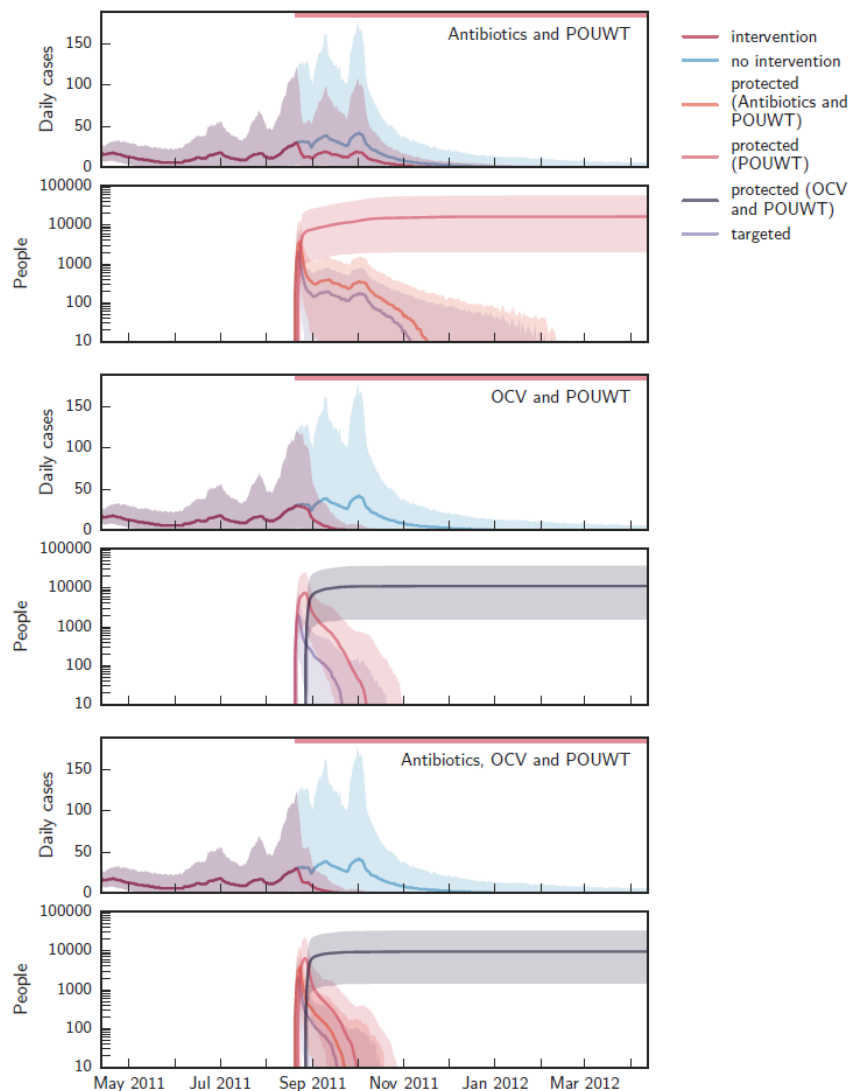 Antibiotics and POUWT
Daily cases
150
100
50
0
People
100000
10000
1000
100
10
intervention
no intervention
protected
(Antibiotics and
POUWT)
protected
(POUWT)
protected (OCV
and POUWT)
targeted
OCV and POUWT
Daily cases
150
100
50
0
People
100000
10000
1000
100
10
Antibiotics, OCV and POUWT
Daily cases
150
100
50
0
People
100000
10000
1000
100
10
May 2011 Jul 2011 Sep 2011 Nov 2011 Jan 2012 Mar 2012